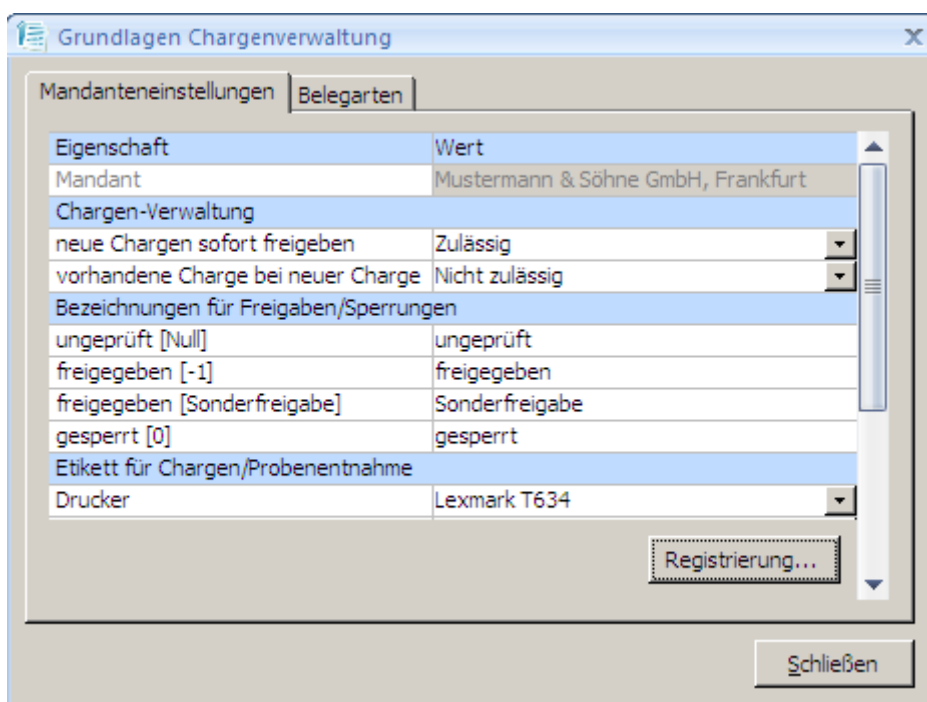 Grundlagen Chargenverwaltung
Mandanteneinstellungen Belegarten
Eigenschaft Wert
Mandant Mustermann & Söhne GmbH, Frankfurt
Chargen-Verwaltung
neue Chargen sofort freigeben Zulässig
vorhandene Charge bei neuer Charge Nicht zulässig
Bezeichnungen für Freigaben/Sperrungen
ungeprüft [Null] ungeprüft
freigegeben [-1] freigegeben
freigegeben [Sonderfreigabe] Sonderfreigabe
gesperrt [0] gesperrt
Etikett für Chargen/Probenentnahme
Drucker Lexmark T634
Registrierung...
Schließen